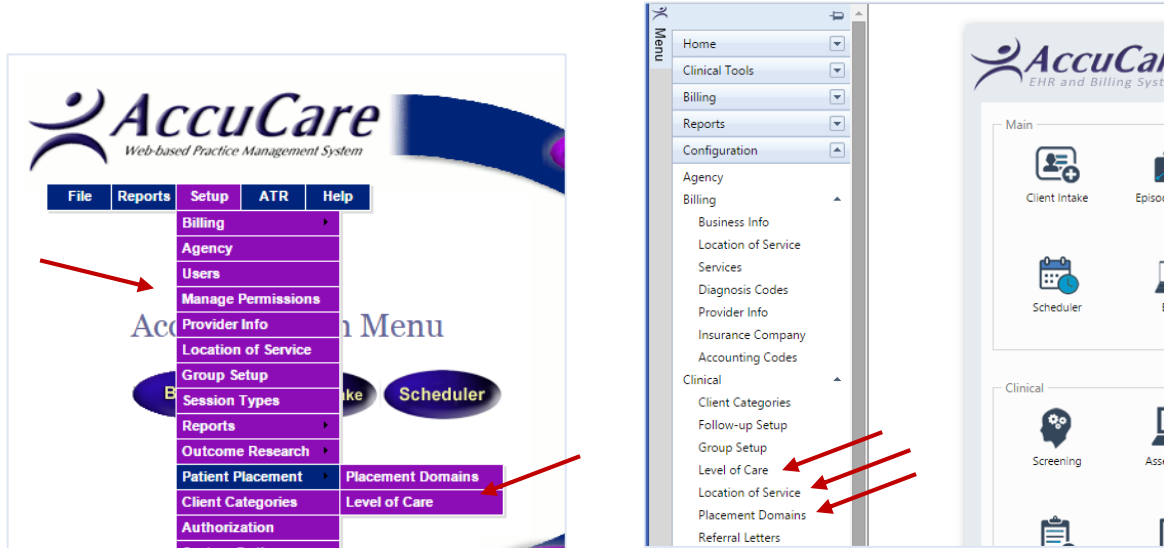 AccuCare
Web-based Practice Management System
File Reports Setup ATR Help
Billing
Agency
Users
Manage Permissions
Provider Info
Location of Service
Group Setup
Session Types
Reports
Outcome Research
Patient Placement
Client Categories
Authorization
Placement Domains
Level of Care
Menu
Scheduler
Menu
Home
Clinical Tools
Billing
Reports
Configuration
Agency
Billing
Business Info
Location of Service
Services
Diagnosis Codes
Provider Info
Insurance Company
Accounting Codes
Clinical
Client Categories
Follow-up Setup
Group Setup
Level of Care
Location of Service
Placement Domains
Referral Letters
AccuCar
EHR and Billing Syst
Main
Client Intake
Episo
Scheduler
Clinical
Screening
Asse